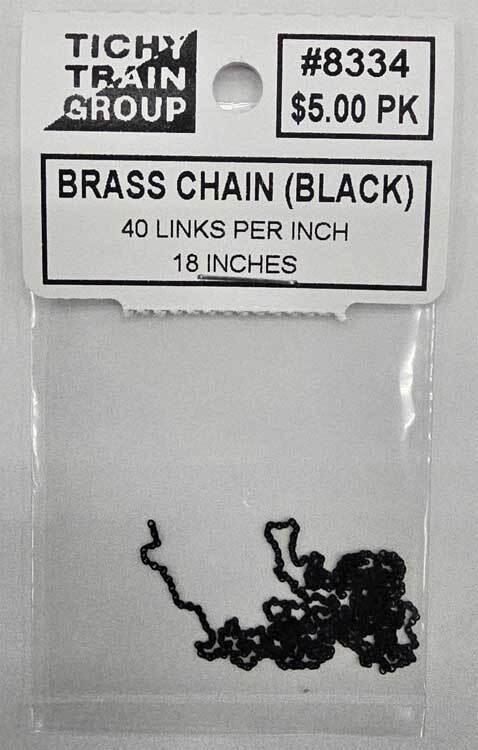 TICHY
TRAIN
GROUP
#8334
$5.00 PK
BRASS CHAIN (BLACK)
40 LINKS PER INCH
18 INCHES